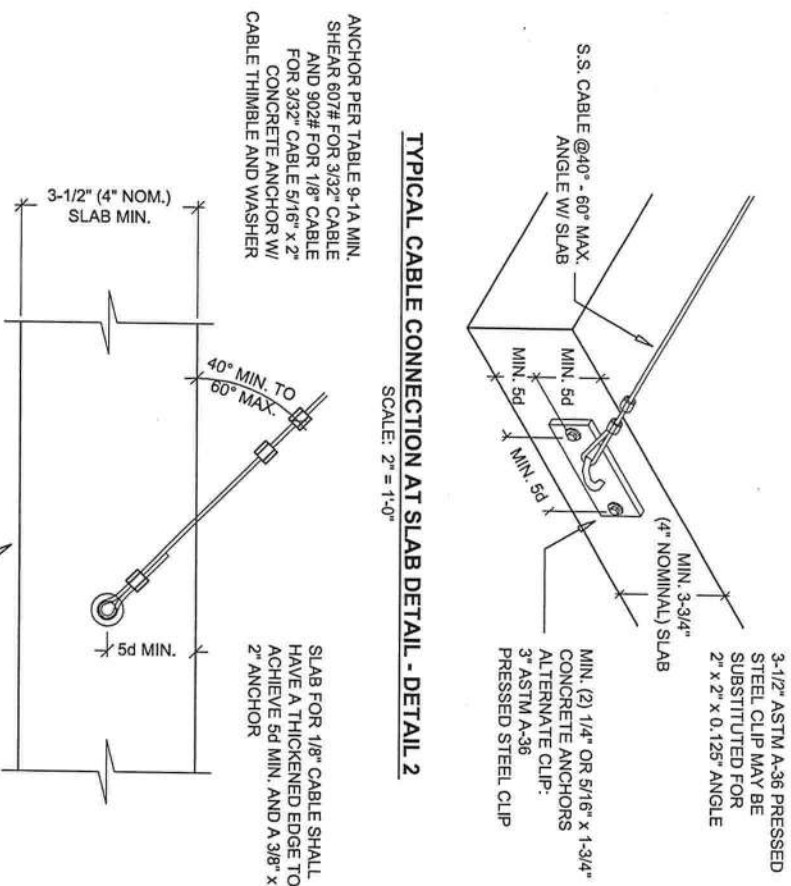 3-1/2" ASTM A-36 PRESSED
STEEL CLIP MAY BE
SUBSTITUTED FOR
2" x 2" x 0.125" ANGLE
S.S. CABLE @40° - 60° MAX.
ANGLE W/ SLAB
MIN. 3-3/4"
(4" NOMINAL) SLAB
MIN. 5d
MIN. 5d
MIN. 5d
MIN. (2) 1/4" OR 5/16" x 1-3/4"
CONCRETE ANCHORS
ALTERNATE CLIP:
3" ASTM A-36
PRESSED STEEL CLIP
TYPICAL CABLE CONNECTION AT SLAB DETAIL - DETAIL 2
SCALE: 2" = 1'-0"
ANCHOR PER TABLE 9-1A MIN.
SHEAR 607# FOR 3/32" CABLE
AND 902# FOR 1/8" CABLE
FOR 3/32" CABLE 5/16" x 2"
CONCRETE ANCHOR W/
CABLE THIMBLE AND WASHER
3-1/2" (4" NOM.)
SLAB MIN.
40° MIN. TO
60° MAX.
5d MIN.
SLAB FOR 1/8" CABLE SHALL
HAVE A THICKENED EDGE TO
ACHIEVE 5d MIN. AND A 3/8" x
2" ANCHOR